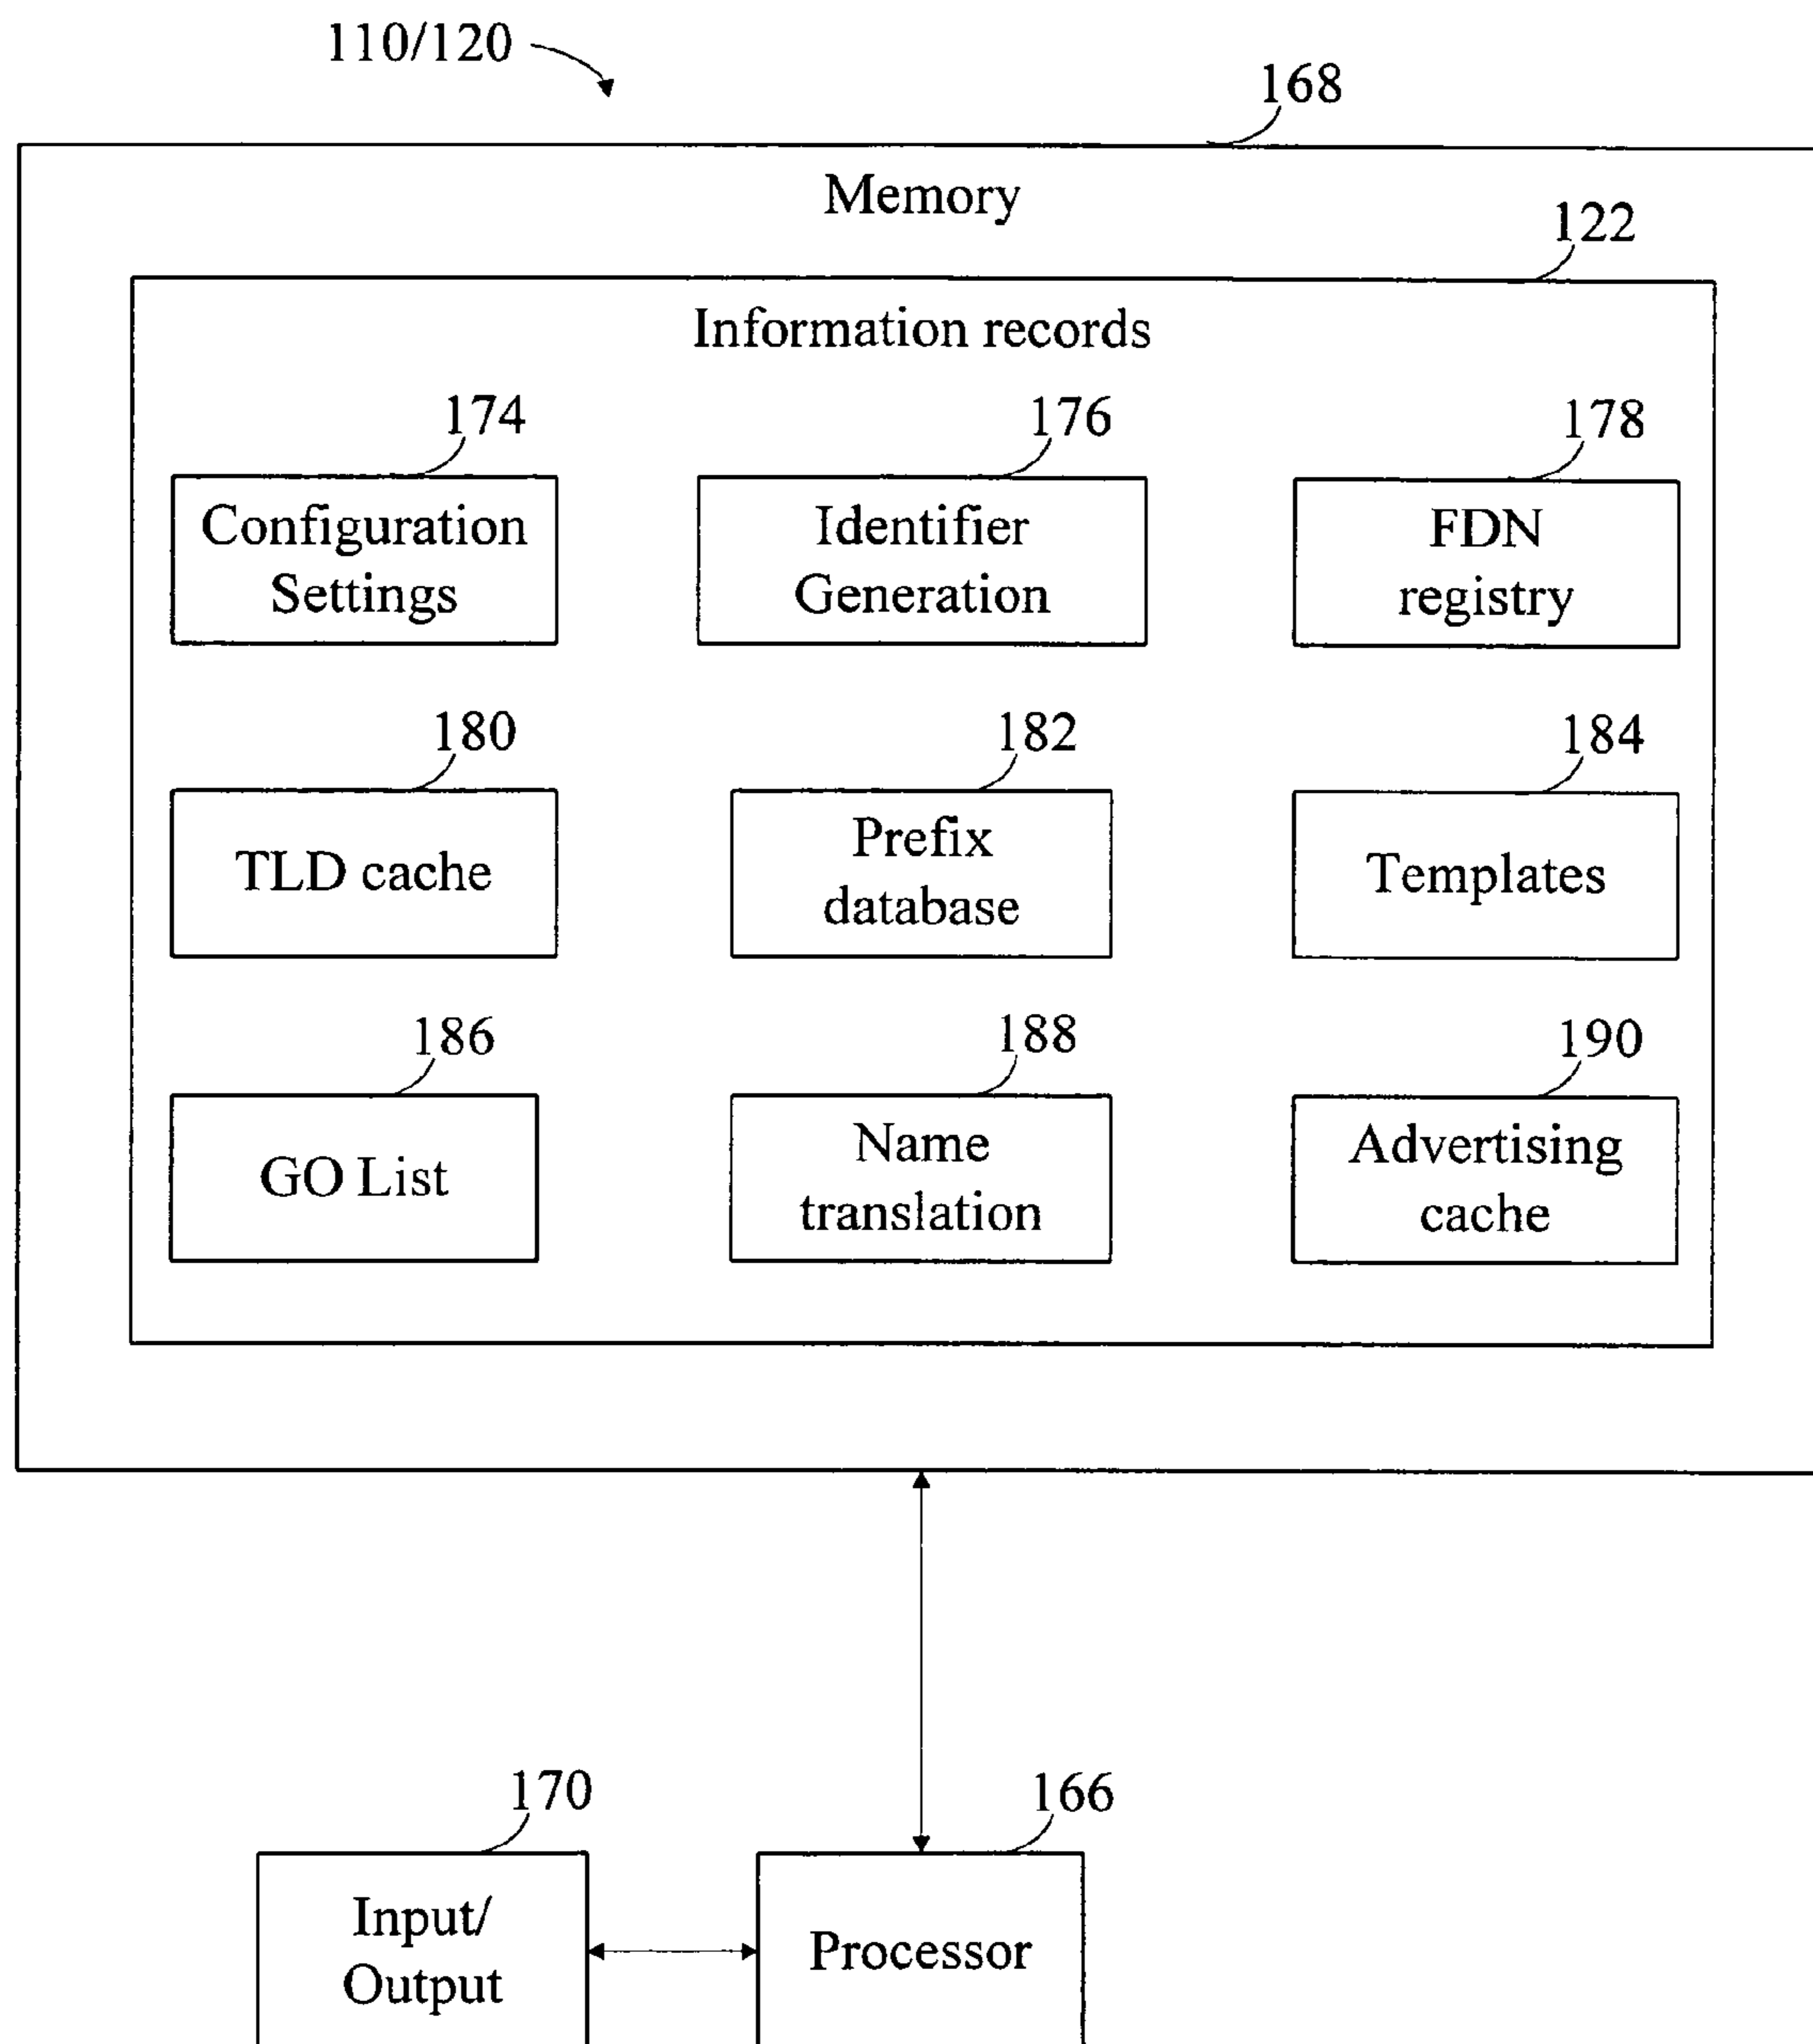 110/120
168
Memory
122
Information records
174
176
178
Configuration
Settings
Identifier
Generation
FDN
registry
180
182
184
TLD cache
Prefix
database
Templates
186
188
190
GO List
Name
translation
Advertising
cache
170
166
Input/
Output
Processor